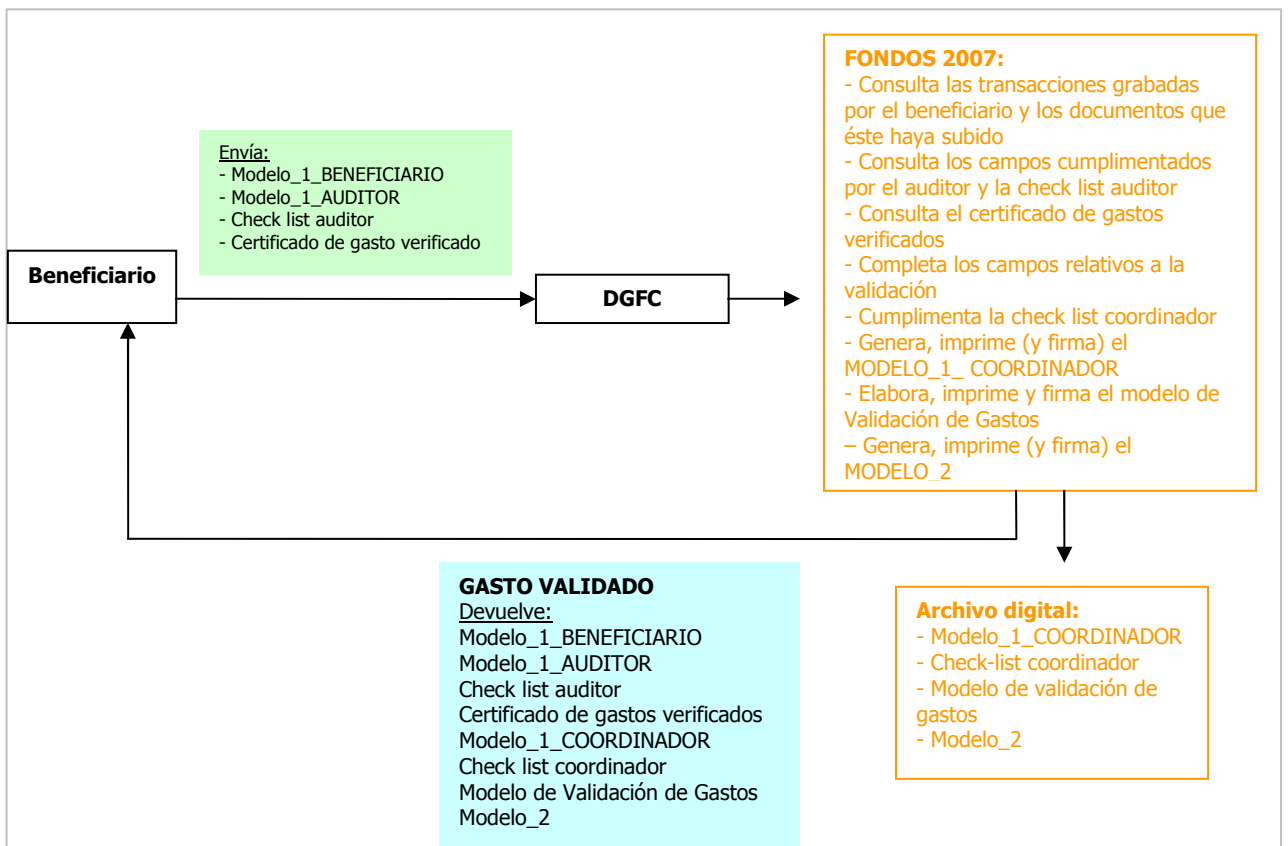 Beneficiario
Envía:
- Modelo_1_BENEFICIARIO
- Modelo_1_AUDITOR
- Check list auditor
- Certificado de gasto verificado
DGFC
FONDOS 2007:
- Consulta las transacciones grabadas
por el beneficiario y los documentos que
éste haya subido
- Consulta los campos cumplimentados
por el auditor y la check list auditor
- Consulta el certificado de gastos
verificados
- Completa los campos relativos a la
validación
- Cumplimenta la check list coordinador
- Genera, imprime (y firma) el
MODELO_1_ COORDINADOR
- Elabora, imprime y firma el modelo de
Validación de Gastos
– Genera, imprime (y firma) el
MODELO_2
GASTO VALIDADO
Devuelve:
Modelo_1_BENEFICIARIO
Modelo_1_AUDITOR
Check list auditor
Certificado de gastos verificados
Modelo_1_COORDINADOR
Check list coordinador
Modelo de Validación de Gastos
Modelo_2
Archivo digital:
- Modelo_1_COORDINADOR
- Check-list coordinador
- Modelo de validación de
gastos
- Modelo_2